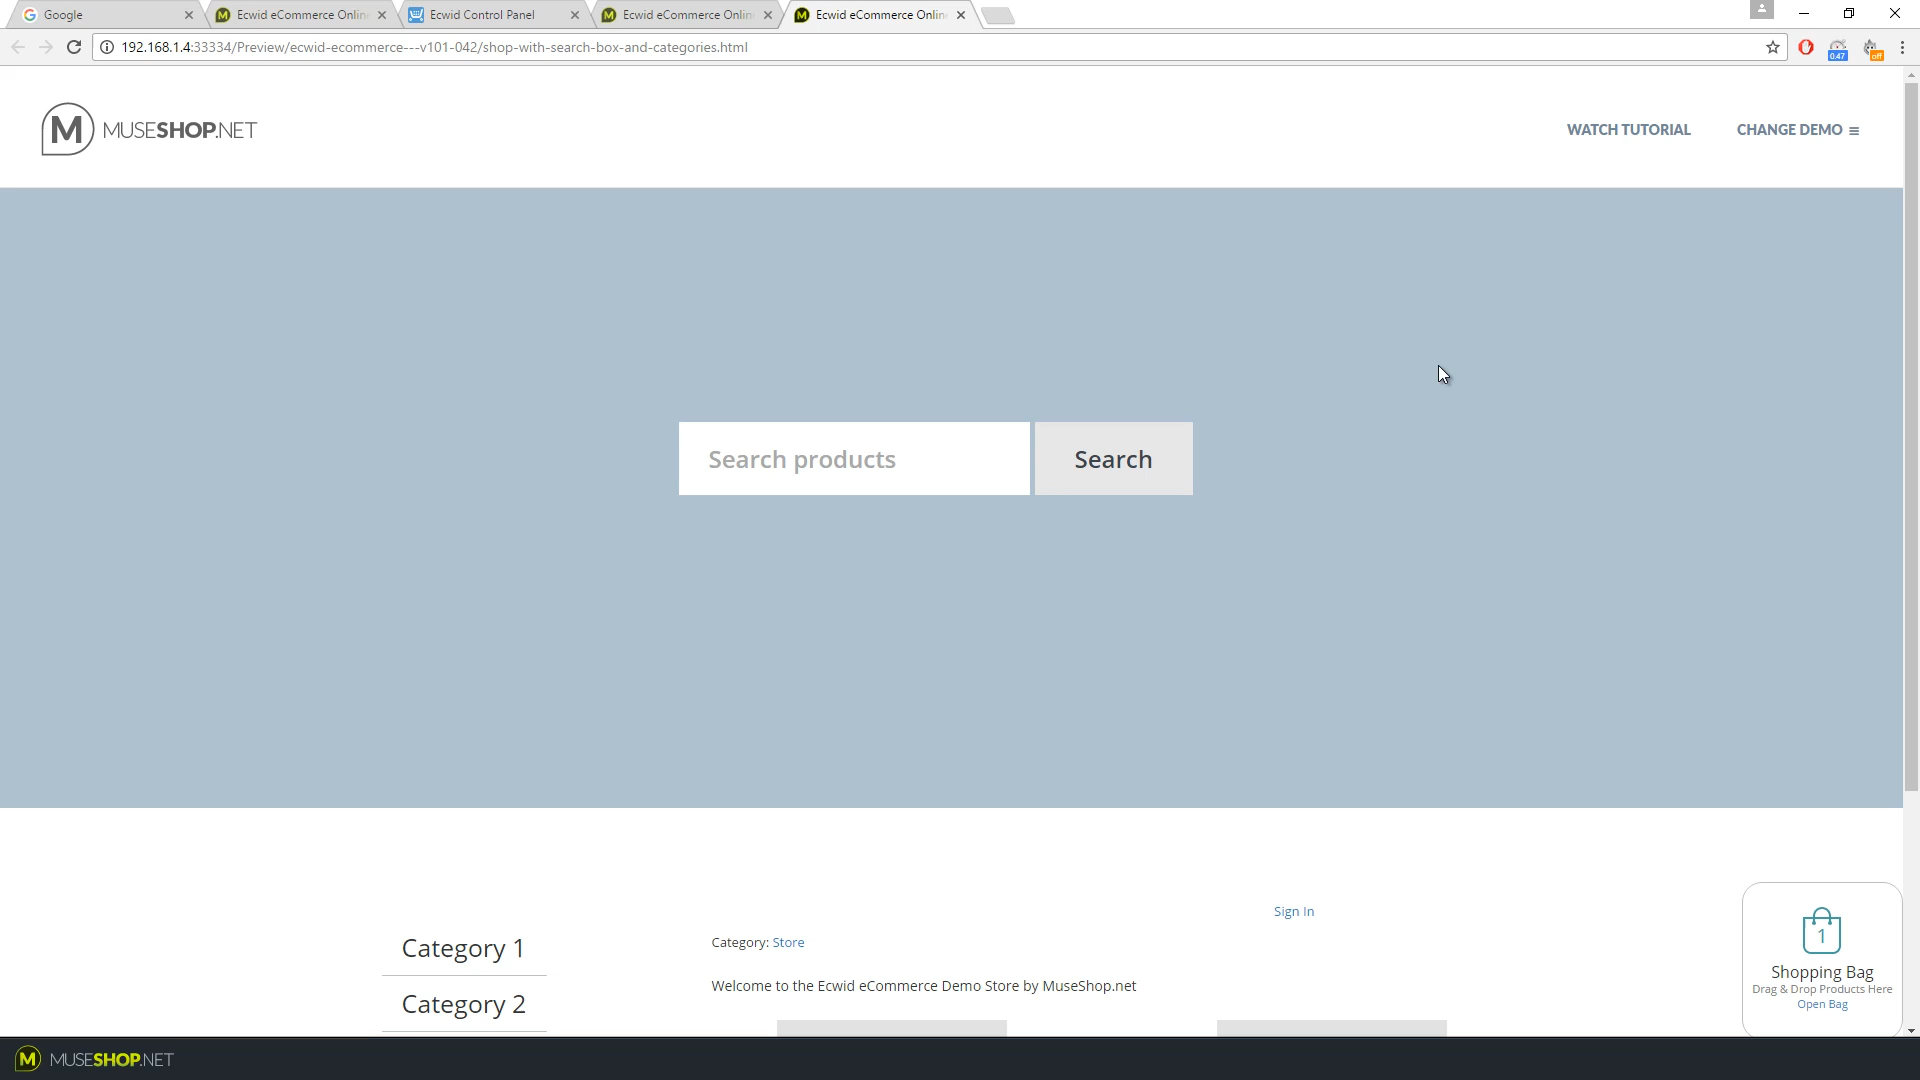 Google
Ecwid eCommerce Onlin
Ecwid Control Panel
Ecwid eCommerce Onlin
Ecwid eCommerce Onlin
192.168.1.4:33334/Preview/ecwid-ecommerce---v101-042/shop-with-search-box-and-categories.html
0.47
off
M MUSESHOP.NET
WATCH TUTORIAL
CHANGE DEMO
Search products
Search
Sign In
Category 1
Category: Store
Welcome to the Ecwid eCommerce Demo Store by MuseShop.net
Category 2
1
Shopping Bag
Drag & Drop Products Here
Open Bag
M MUSESHOP.NET